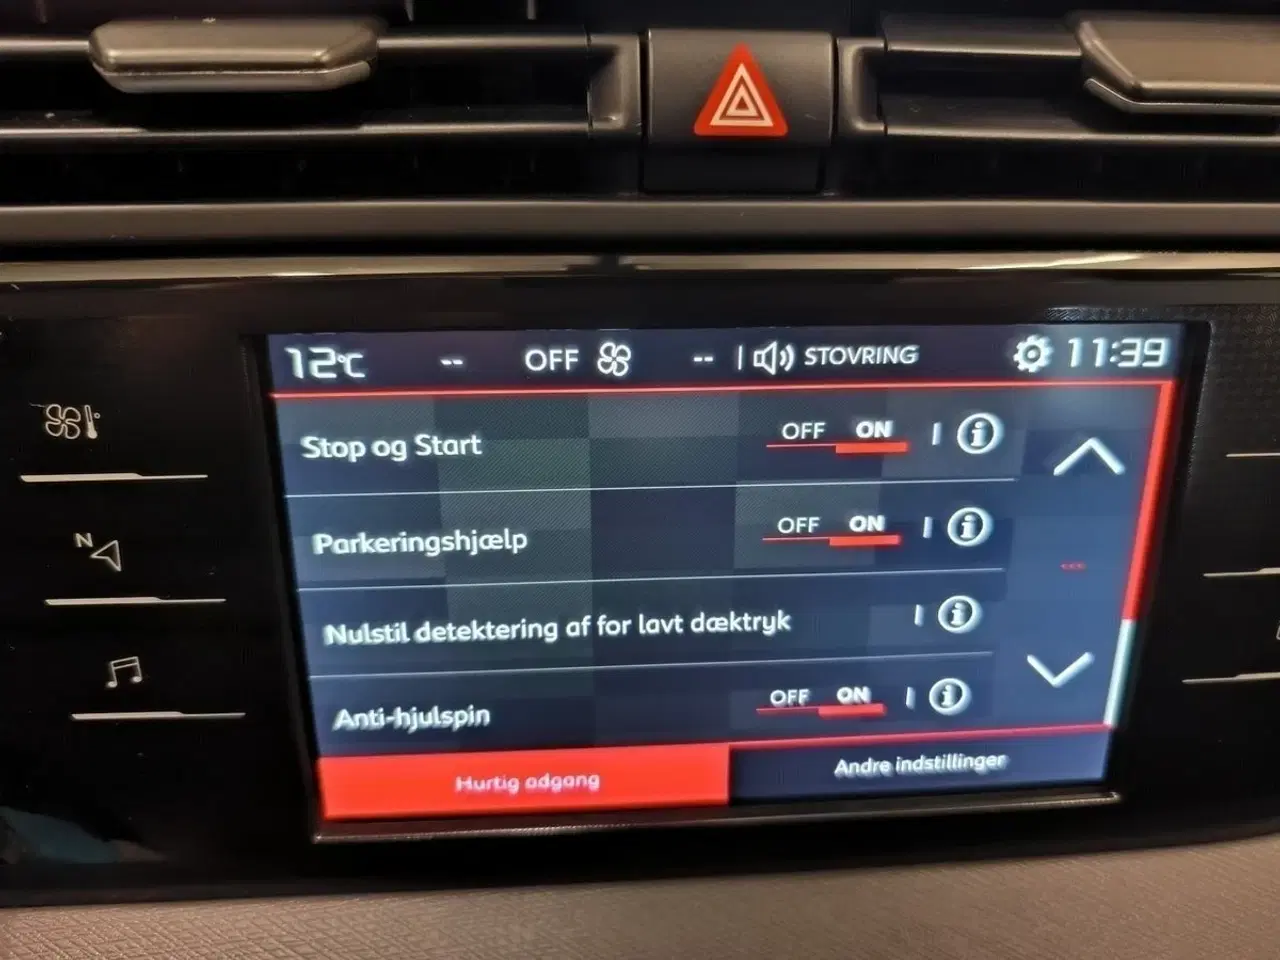 12°C -- OFF -- STOVRING 11:39
Stop og Start OFF ON
Parkeringshjælp OFF ON
Nulstil detektering af for lavt dæktryk
Anti-hjulspin OFF ON
Hurtig adgang Andre indstillinger
N